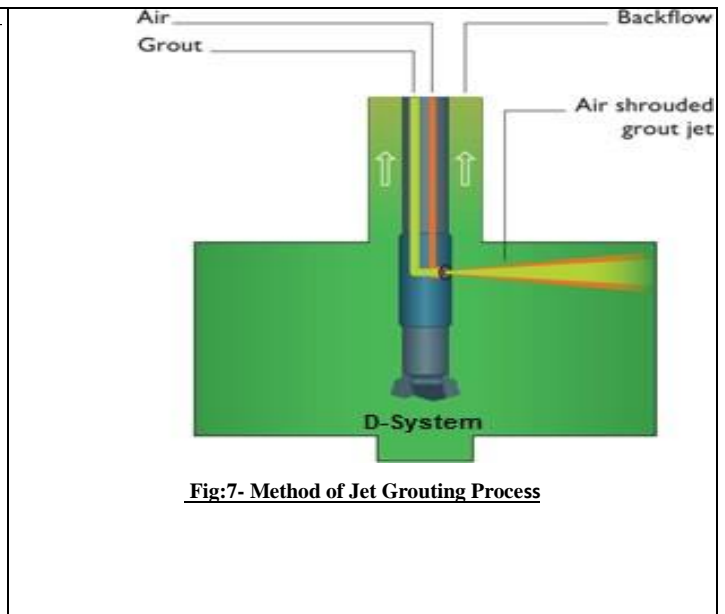 Air
Backflow
Grout
Air shrouded
grout jet
D-System
Fig:7- Method of Jet Grouting Process